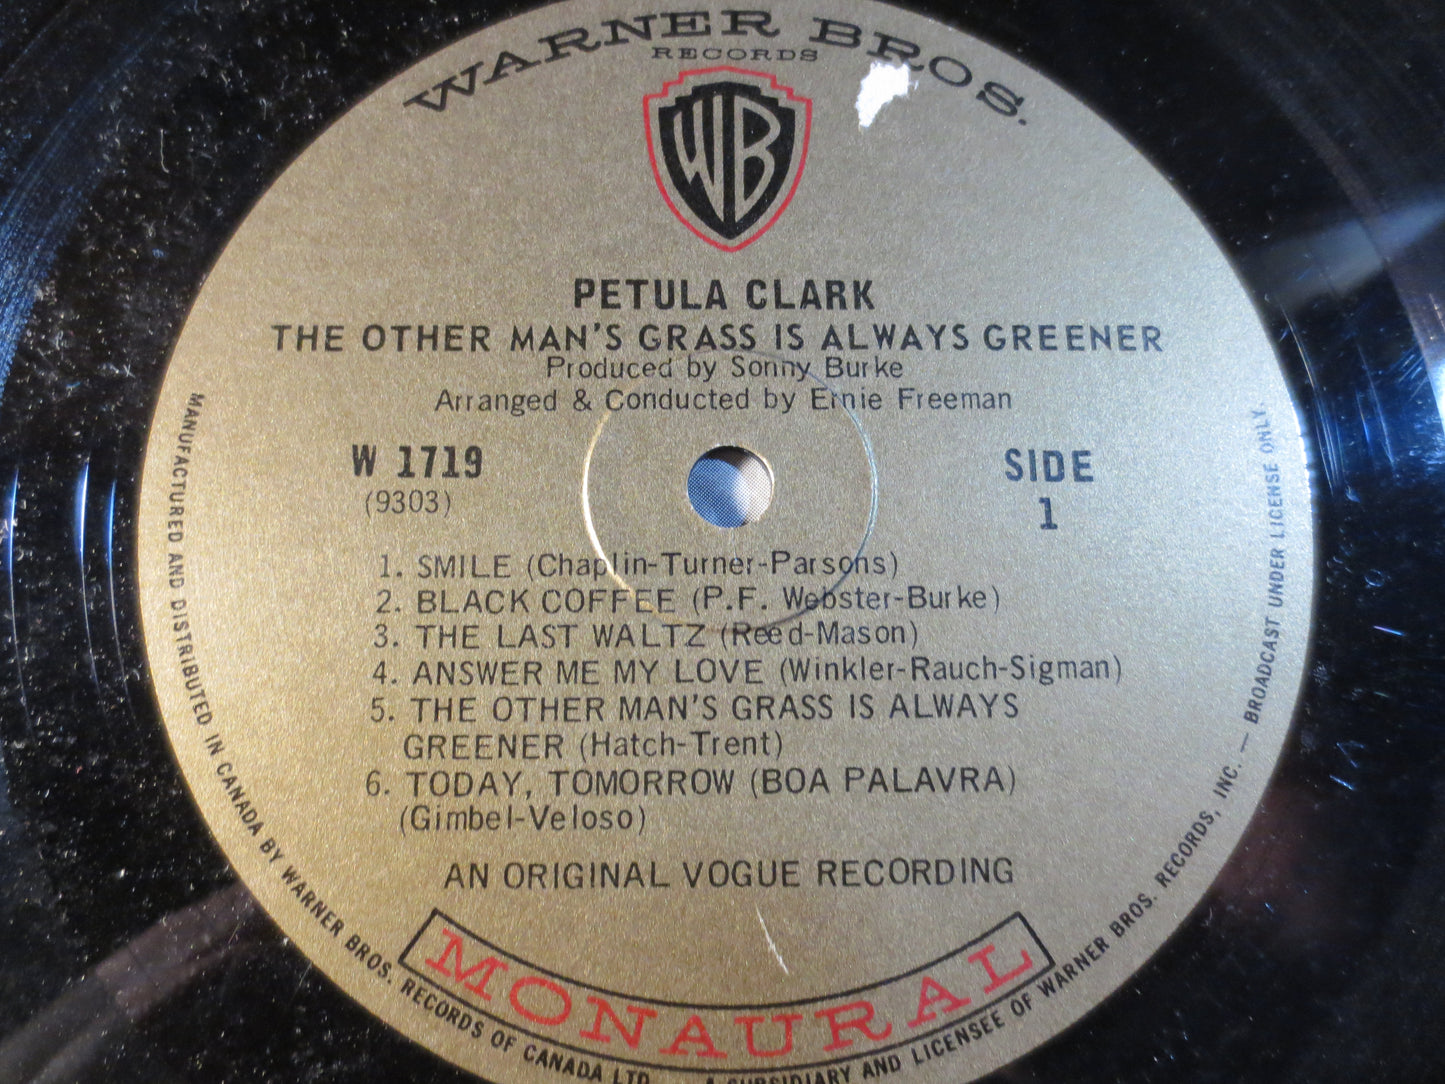 WARNER BROS.
RECORDS
WB
PETULA CLARK
THE OTHER MAN'S GRASS IS ALWAYS GREENER
Produced by Sonny Burke
Arranged & Conducted by Ernie Freeman
W 1719
(9303)
SIDE
1
1. SMILE (Chaplin-Turner-Parsons)
2. BLACK COFFEE (P.F. Webster-Burke)
3. THE LAST WALTZ (Reed-Mason)
4. ANSWER ME MY LOVE (Winkler-Rauch-Sigman)
5. THE OTHER MAN'S GRASS IS ALWAYS
GREENER (Hatch-Trent)
6. TODAY, TOMORROW (BOA PALAVRA)
(Gimbel-Veloso)
AN ORIGINAL VOGUE RECORDING
MONAURAL
MANUFACTURED AND DISTRIBUTED IN CANADA BY WARNER BROS. RECORDS OF CANADA LTD. A SUBSIDIARY AND LICENSEE OF WARNER BROS. RECORDS, INC. — BROADCAST UNDER LICENSE ONLY.